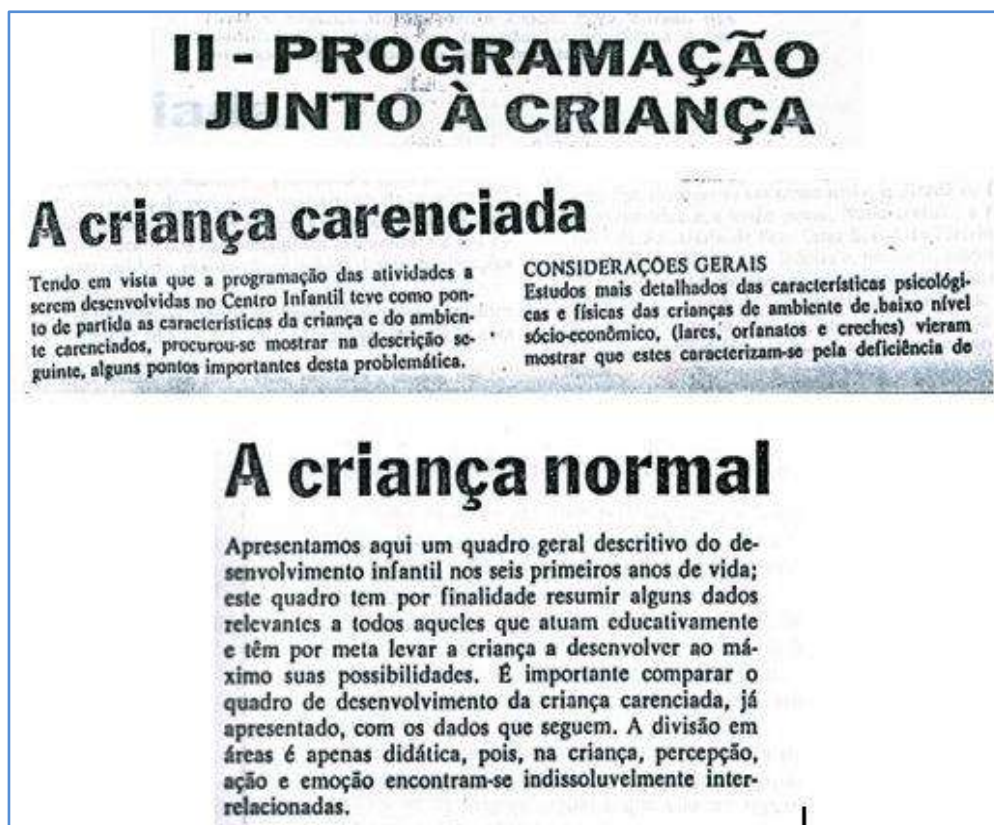 II - PROGRAMAÇÃO
JUNTO À CRIANÇA
A criança carenciada
Tendo em vista que a programação das atividades a
serem desenvolvidas no Centro Infantil teve como pon-
to de partida as características da criança e do ambien-
te carenciados, procurou-se mostrar na descrição se-
guinte, alguns pontos importantes desta problemática.
CONSIDERAÇÕES GERAIS
Estudos mais detalhados das características psicológi-
cas e físicas das crianças de ambiente de baixo nível
sócio-econômico, (lares, orfanatos e creches) vieram
mostrar que estes caracterizam-se pela deficiência de
A criança normal
Apresentamos aqui um quadro geral descritivo do de-
senvolvimento infantil nos seis primeiros anos de vida;
este quadro tem por finalidade resumir alguns dados
relevantes a todos aqueles que atuam educativamente
e têm por meta levar a criança a desenvolver ao má-
ximo suas possibilidades. É importante comparar o
quadro de desenvolvimento da criança carenciada, já
apresentado, com os dados que seguem. A divisão em
áreas é apenas didática, pois, na criança, percepção,
ação e emoção encontram-se indissoluvelmente inter-
relacionadas.